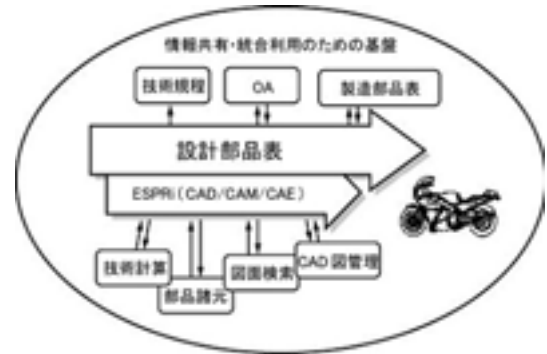 情報共有・統合利用のための基盤
技術規程
OA
製造部品表
設計部品表
ESPRi(CAD/CAM/CAE)
技術計算
部品諸元
図面検索
CAD図管理